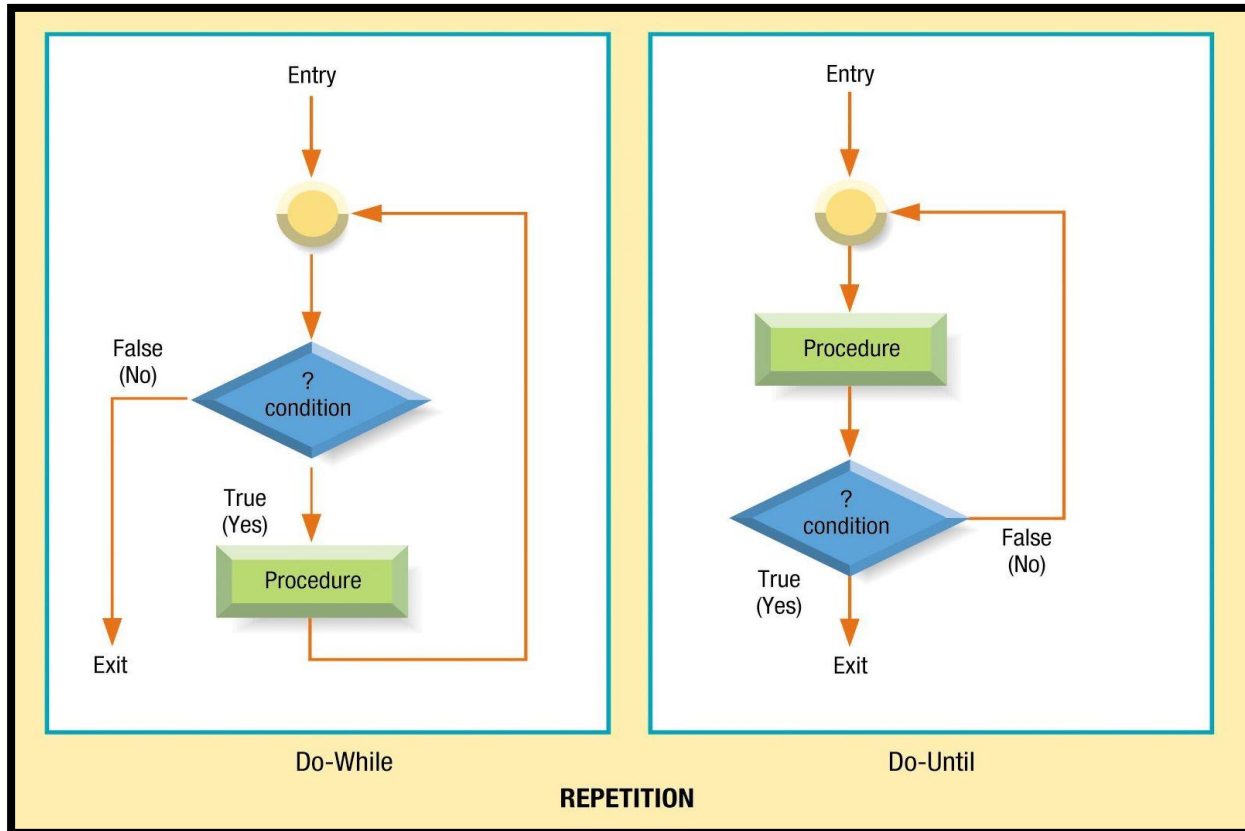 Entry
?
condition
False
(No)
True
(Yes)
Procedure
Exit
Do-While
Entry
Procedure
?
condition
False
(No)
True
(Yes)
Exit
Do-Until
REPETITION